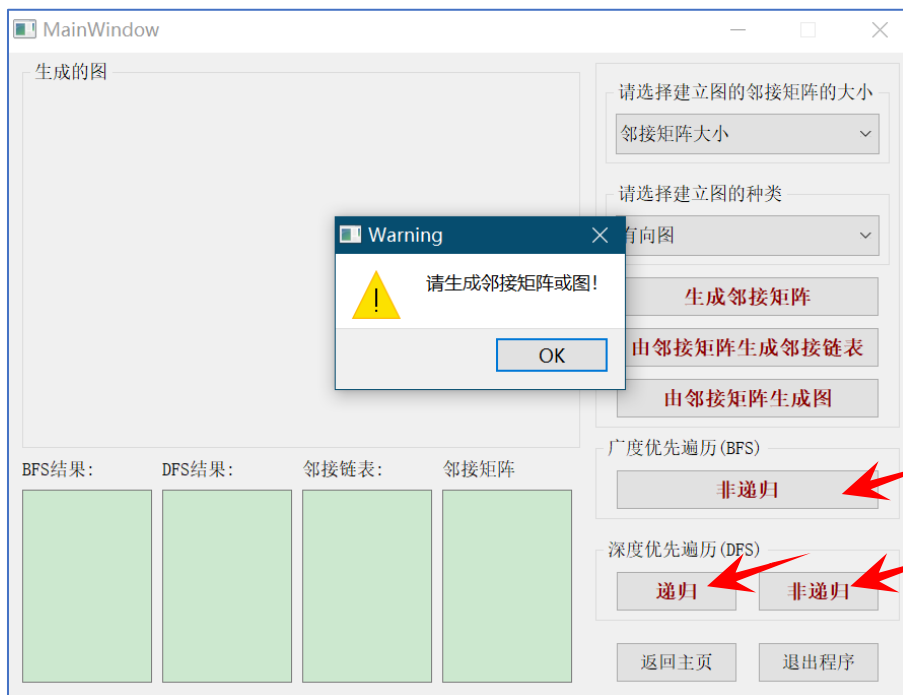 MainWindow
生成的图
请选择建立图的邻接矩阵的大小
邻接矩阵大小
请选择建立图的种类
有向图
Warning
请生成邻接矩阵或图!
OK
生成邻接矩阵
由邻接矩阵生成邻接链表
由邻接矩阵生成图
BFS结果:
DFS结果:
邻接链表:
邻接矩阵
广度优先遍历(BFS)
非递归
深度优先遍历(DFS)
递归
非递归
返回主页
退出程序